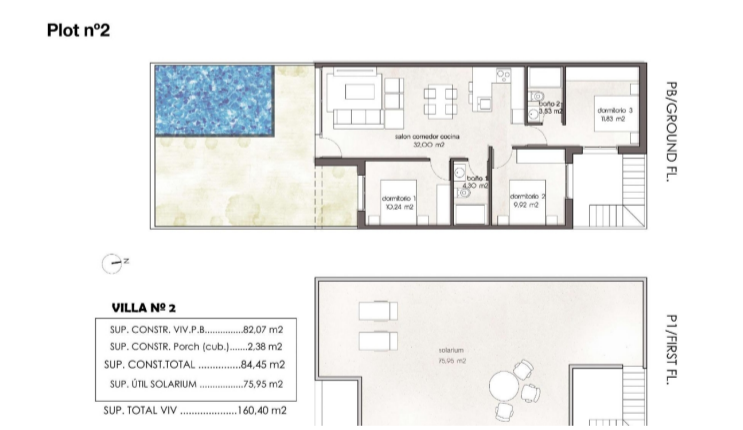 Plot nº2
baño 2
3,53 m2
dormitorio 3
11,83 m2
salon comedor cocina
32,00 m2
PB/GROUND FL.
baño 1
4,30 m2
dormitorio 1
10,24 m2
dormitorio 2
9,92 m2
N
VILLA Nº 2
SUP. CONSTR. VIV.P.B...............82,07 m2
SUP. CONSTR. Porch (cub.).......2,38 m2
SUP. CONST.TOTAL ...............84,45 m2
SUP. ÚTIL SOLARIUM ...............75,95 m2
SUP. TOTAL VIV ....................160,40 m2
solarium
75,95 m2
P1/FIRST FL.